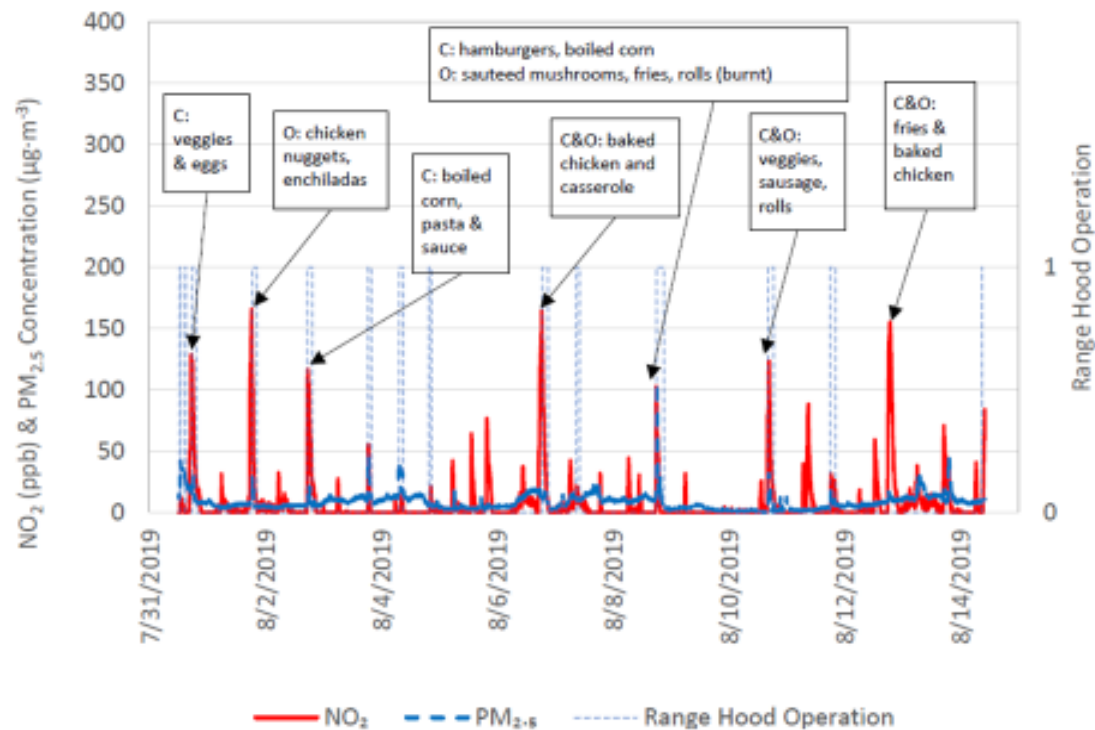 400
350
300
250
200
150
100
50
0
NO₂ (ppb) & PM₂.₅ Concentration (µg·m⁻³)
C:
veggies
& eggs
O: chicken
nuggets,
enchiladas
C: boiled
corn,
pasta &
sauce
C: hamburgers, boiled corn
O: sauteed mushrooms, fries, rolls (burnt)
C&O: baked
chicken and
casserole
C&O:
veggies,
sausage,
rolls
C&O:
fries &
baked
chicken
1
0
Range Hood Operation
7/31/2019
8/2/2019
8/4/2019
8/6/2019
8/8/2019
8/10/2019
8/12/2019
8/14/2019
NO₂
PM₂.₅
Range Hood Operation